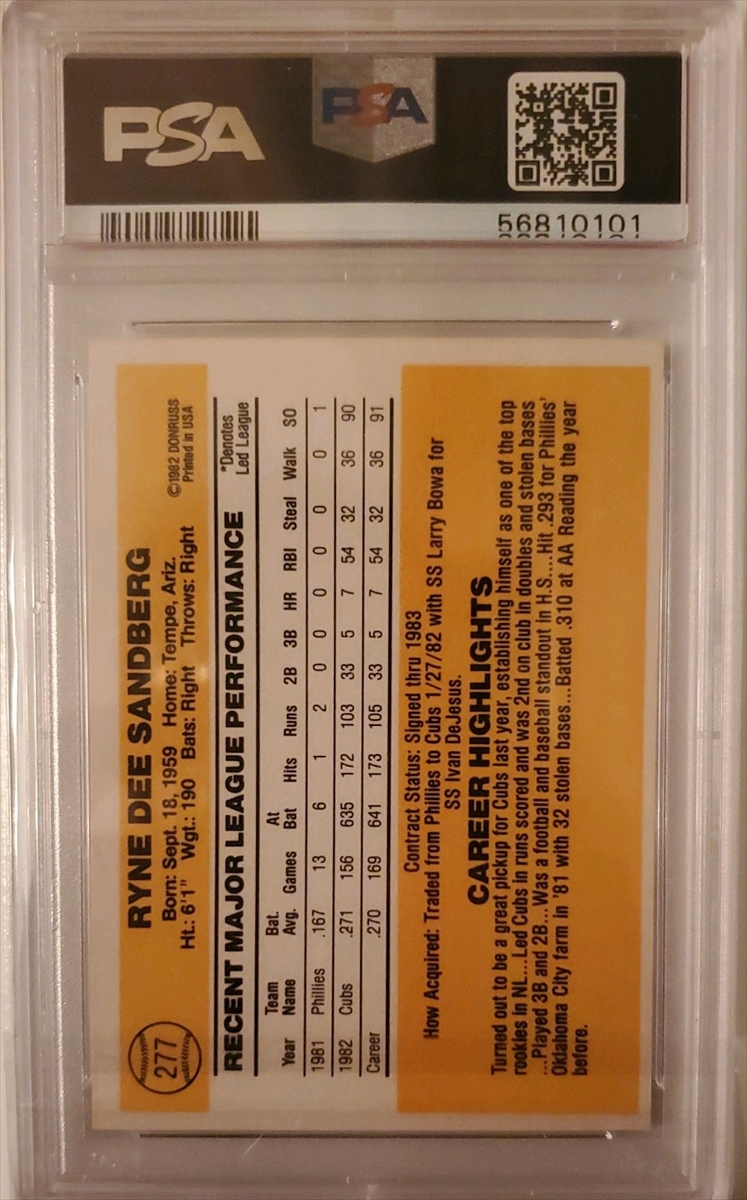 PSA
PSA
56810101
277
RYNE DEE SANDBERG
Born: Sept. 18, 1959 Home: Tempe, Ariz.
Ht.: 6'1" Wgt.: 190 Bats: Right Throws: Right
©1982 DONRUSS
Printed in USA
RECENT MAJOR LEAGUE PERFORMANCE
*Denotes
Led League
Year Team Name Bat. Avg. Games At Bat Hits Runs 2B 3B HR RBI Steal Walk SO
1981 Phillies .167 13 6 1 2 0 0 0 0 0 0 1
1982 Cubs .271 156 635 172 103 33 5 7 54 32 36 90
Career .270 169 641 173 105 33 5 7 54 32 36 91
Contract Status: Signed thru 1983
How Acquired: Traded from Phillies to Cubs 1/27/82 with SS Larry Bowa for
SS Ivan DeJesus.
CAREER HIGHLIGHTS
Turned out to be a great pickup for Cubs last year, establishing himself as one of the top
rookies in NL....Led Cubs in runs scored and was 2nd on club in doubles and stolen bases
....Played 3B and 2B...Was a football and baseball standout in H.S....Hit .293 for Phillies'
Oklahoma City farm in '81 with 32 stolen bases...Batted .310 at AA Reading the year
before.